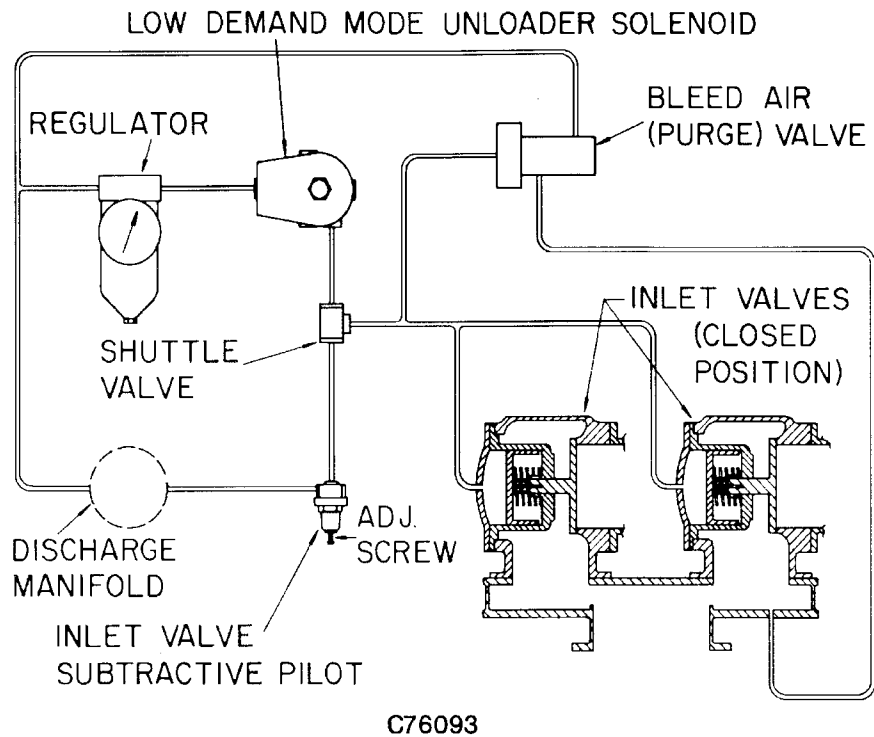 LOW DEMAND MODE UNLOADER SOLENOID
REGULATOR
BLEED AIR
(PURGE) VALVE
SHUTTLE
VALVE
INLET VALVES
(CLOSED
POSITION)
DISCHARGE
MANIFOLD
ADJ.
SCREW
INLET VALVE
SUBTRACTIVE PILOT
C76093